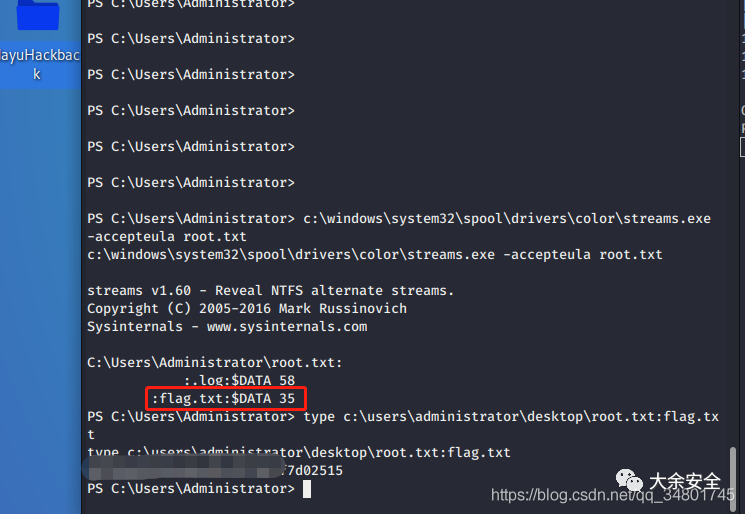 PS C:\Users\Administrator>
PS C:\Users\Administrator>
PS C:\Users\Administrator>
PS C:\Users\Administrator>
PS C:\Users\Administrator>
PS C:\Users\Administrator>
PS C:\Users\Administrator> c:\windows\system32\spool\drivers\color\streams.exe
-accepteula root.txt
c:\windows\system32\spool\drivers\color\streams.exe -accepteula root.txt
streams v1.60 - Reveal NTFS alternate streams.
Copyright (C) 2005-2016 Mark Russinovich
Sysinternals - www.sysinternals.com
C:\Users\Administrator\root.txt:
:.log:$DATA 58
:flag.txt:$DATA 35
PS C:\Users\Administrator> type c:\users\administrator\desktop\root.txt:flag.tx
t
type c:\users\administrator\desktop\root.txt:flag.txt
f7d02515
PS C:\Users\Administrator>
ayuHackbac
k
大余安全
https://blog.csdn.net/qq_34801745